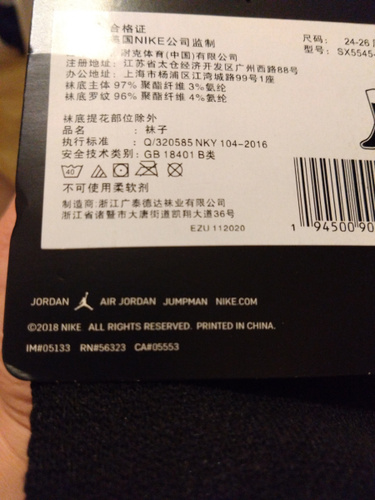 合格证
国NIKE公司监制
耐克体育(中国)有限公司
注册地址: 江苏省太仓经济开发区广州西路88号
办公地址: 上海市杨浦区江湾城路99号1座
袜底主体 97% 聚酯纤维 3%氨纶
袜底罗纹 96% 聚酯纤维 4%氨纶
袜底提花部位除外
品名 : 袜子
执行标准 : Q/320585 NKY 104-2016
安全技术类别: GB 18401 B类
40
不可使用柔软剂
制造商: 浙江广泰德达袜业有限公司
浙江省诸暨市大唐街道凯翔大道36号
EZU 112020
尺码: 24-26
型号: SX5545
1 94500 90
JORDAN AIR JORDAN JUMPMAN NIKE.COM
©2018 NIKE ALL RIGHTS RESERVED. PRINTED IN CHINA.
IM#05133 RN#56323 CA#05553